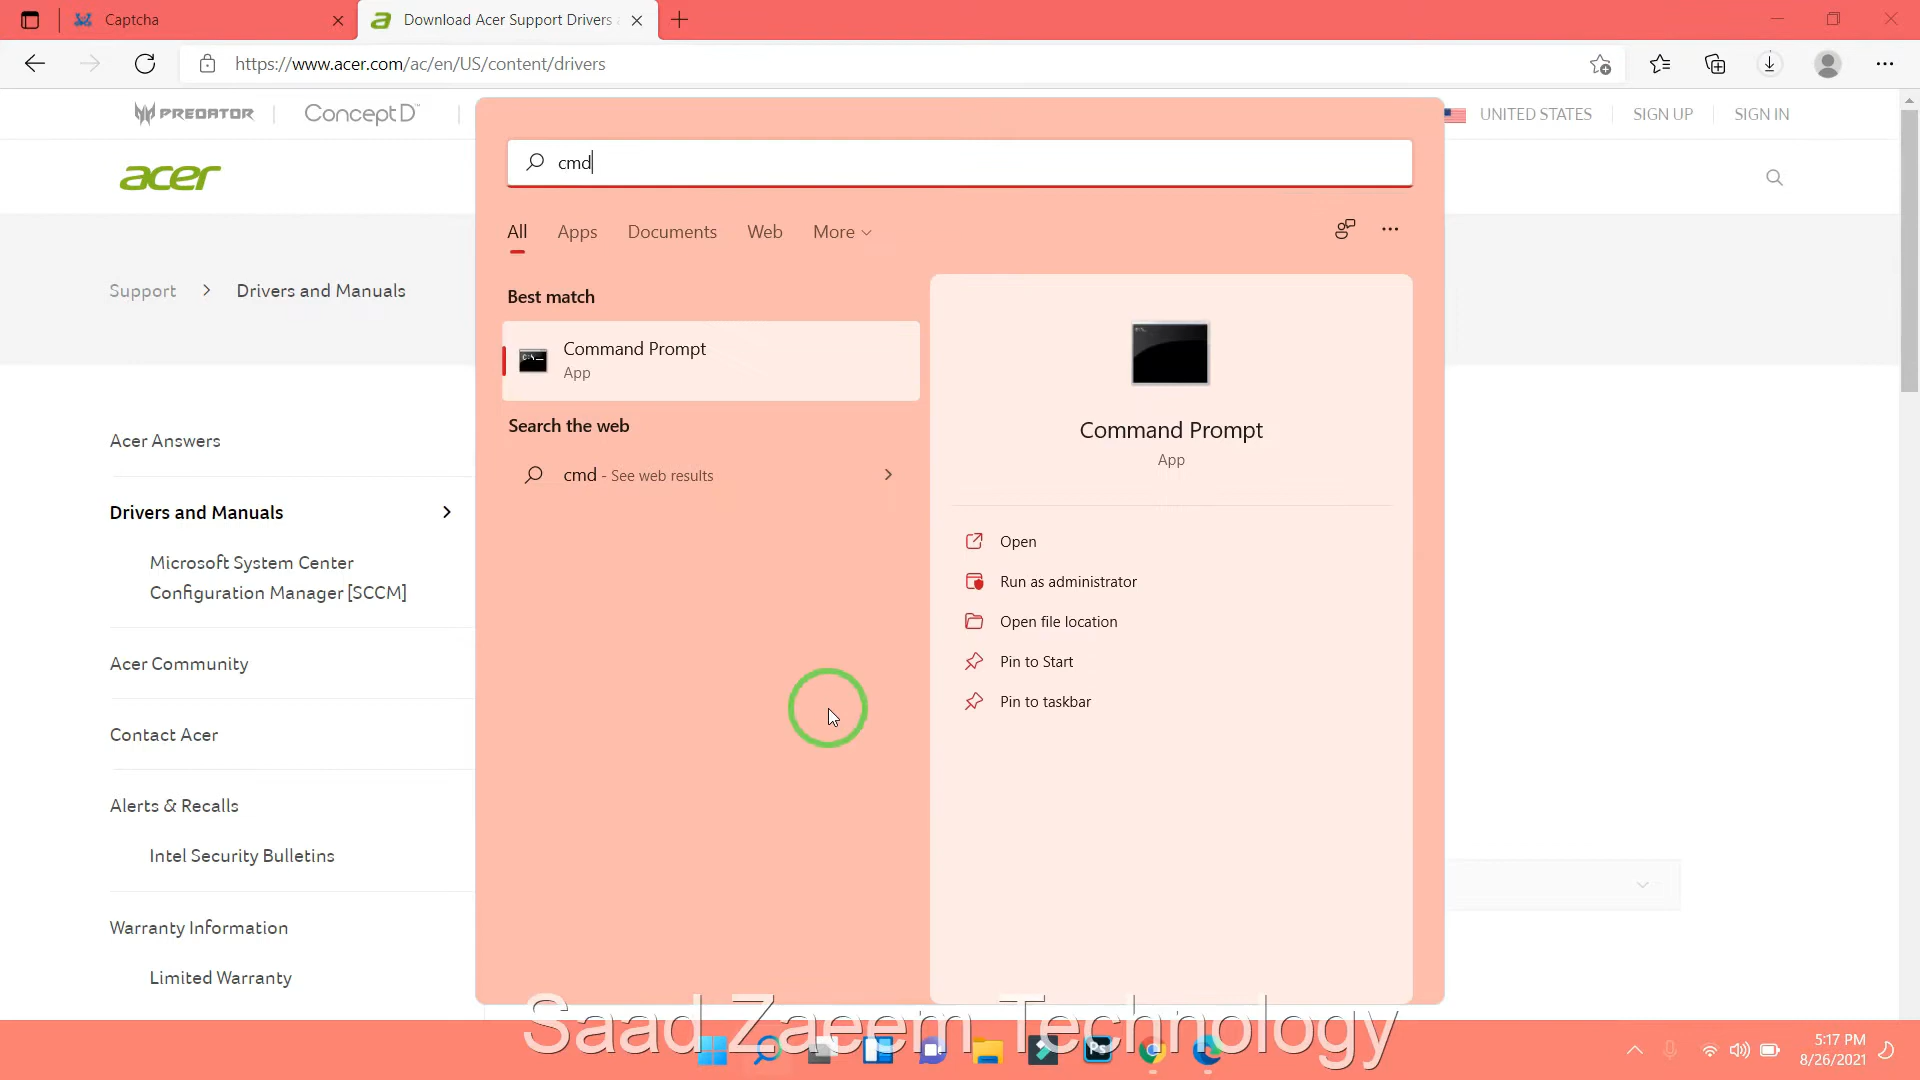 Captcha
Download Acer Support Drivers a
https://www.acer.com/ac/en/US/content/drivers
PREDATOR
ConceptD™
UNITED STATES
SIGN UP
SIGN IN
acer
cmd
All
Apps
Documents
Web
More
Support
Drivers and Manuals
Best match
Command Prompt
App
Search the web
cmd - See web results
Command Prompt
App
Open
Run as administrator
Open file location
Pin to Start
Pin to taskbar
Acer Answers
Drivers and Manuals
Microsoft System Center
Configuration Manager [SCCM]
Acer Community
Contact Acer
Alerts & Recalls
Intel Security Bulletins
Warranty Information
Limited Warranty
Saad Zaeem Technology
Ps
5:17 PM
8/26/2021